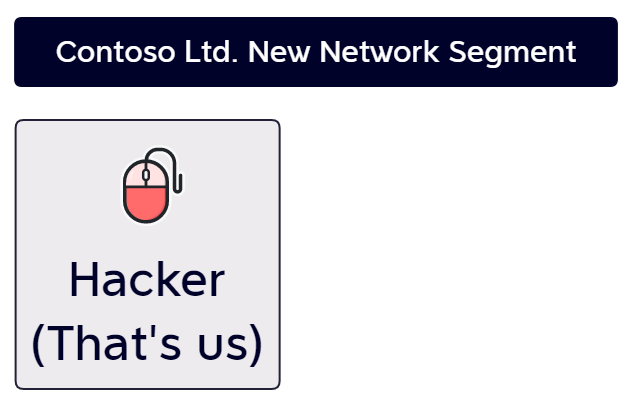 Contoso Ltd. New Network Segment
Hacker
(That's us)